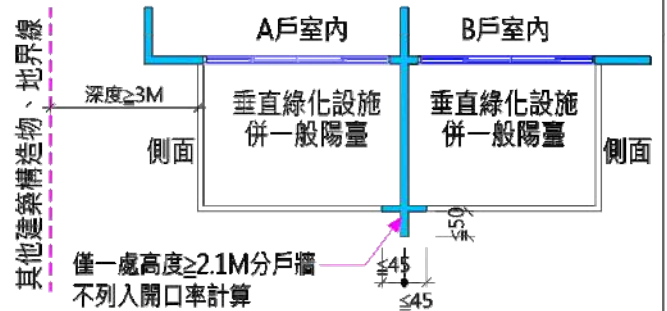 其他建築構造物、地界線
A戶室內
B戶室內
深度≧3M
垂直綠化設施
併一般陽臺
垂直綠化設施
併一般陽臺
側面
側面
≦50
僅一處高度≧2.1M分戶牆
不列入開口率計算
≦45
≦45